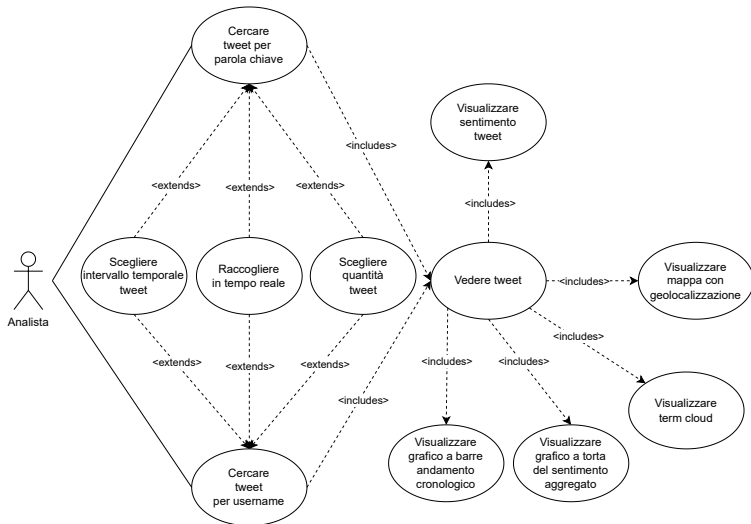 Cercare
tweet per
parola chiave
Visualizzare
sentimento
tweet
<includes>
<extends>
<extends>
<extends>
<includes>
Scegliere
intervallo temporale
tweet
Raccogliere
in tempo reale
Scegliere
quantità
tweet
Vedere tweet
<includes>
Visualizzare
mappa con
geolocalizzazione
Analista
<extends>
<extends>
<extends>
<includes>
<includes>
<includes>
<includes>
Visualizzare
term cloud
Cercare
tweet
per username
Visualizzare
grafico a barre
andamento
cronologico
Visualizzare
grafico a torta
del sentimento
aggregato